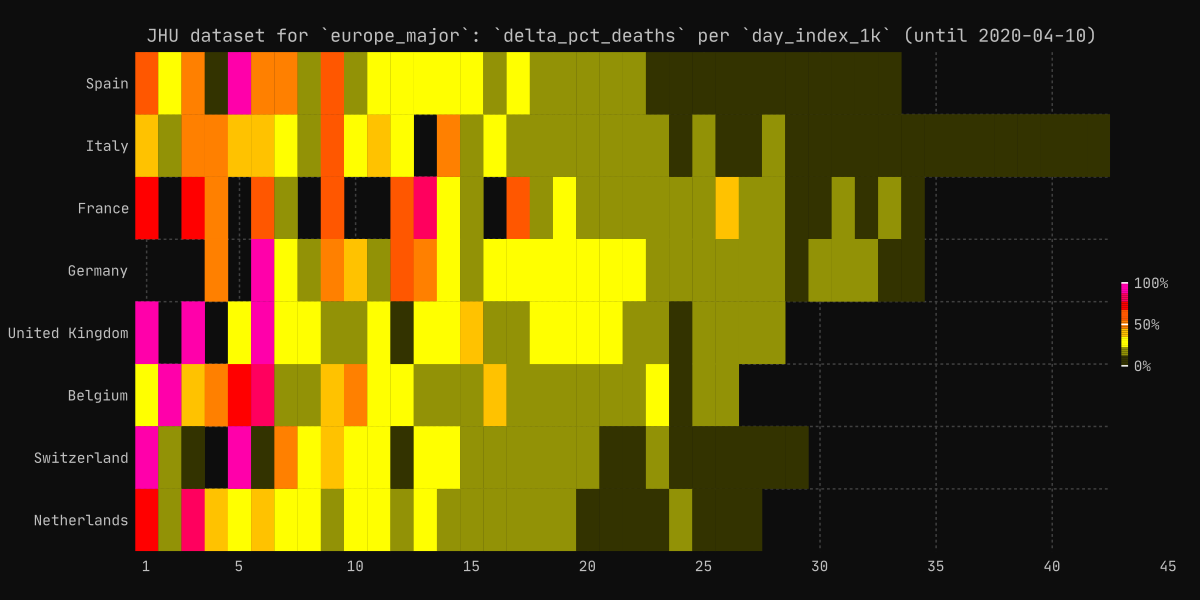 JHU dataset for `europe_major`: `delta_pct_deaths` per `day_index_1k` (until 2020-04-10)
Spain
Italy
France
Germany
United Kingdom
Belgium
Switzerland
Netherlands
100%
50%
0%
1 5 10 15 20 25 30 35 40 45